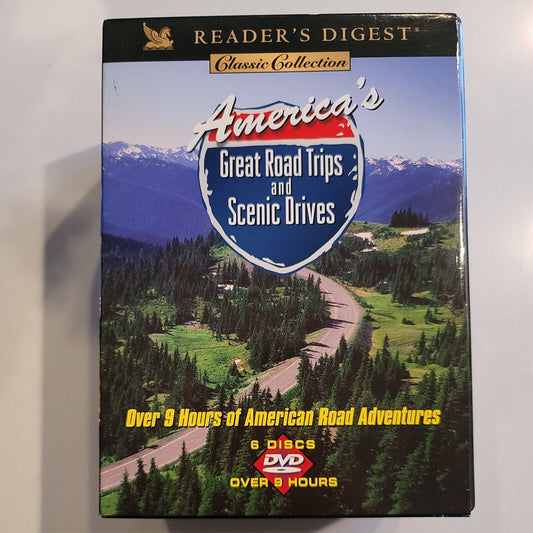 READER'S DIGEST®
Classic Collection
America's
Great Road Trips
and
Scenic Drives
Over 9 Hours of American Road Adventures
6 DISCS
DVD
OVER 9 HOURS